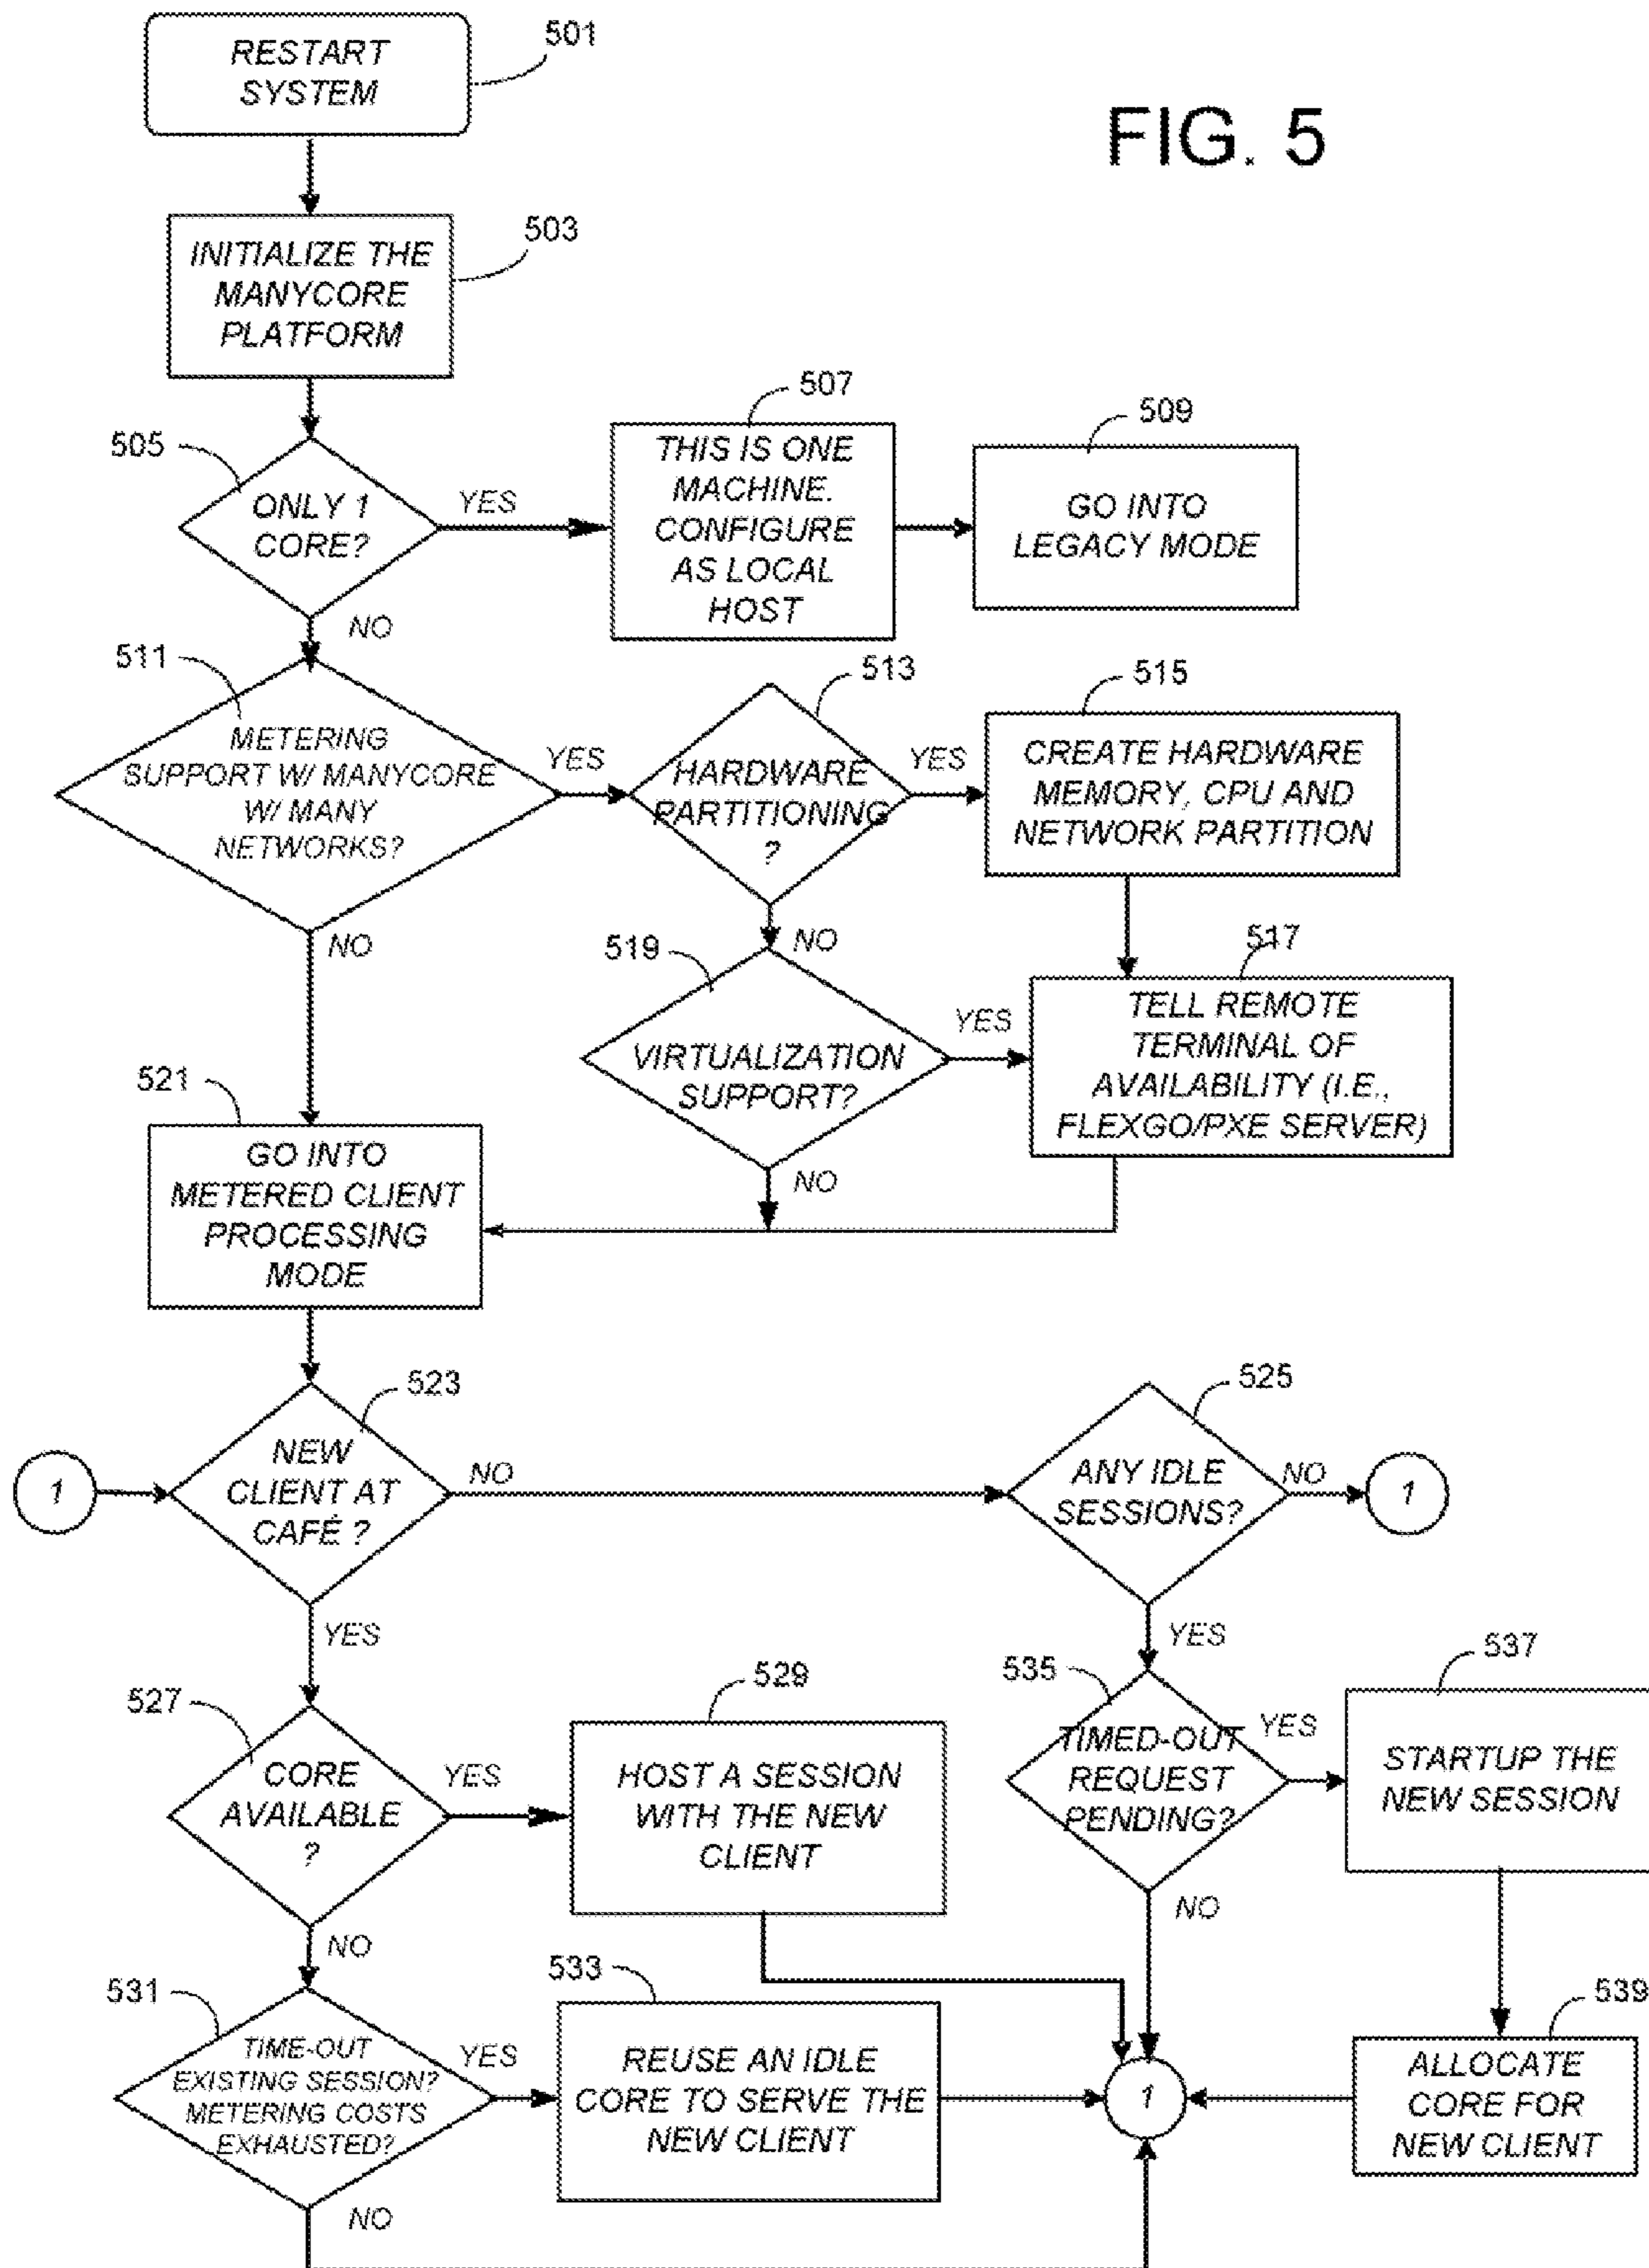 RESTART
SYSTEM
501
FIG. 5
INITIALIZE THE
MANYCORE
PLATFORM
503
505
ONLY 1
CORE?
YES
NO
507
THIS IS ONE
MACHINE.
CONFIGURE
AS LOCAL
HOST
509
GO INTO
LEGACY MODE
511
METERING
SUPPORT W/ MANYCORE
W/ MANY
NETWORKS?
YES
NO
513
HARDWARE
PARTITIONING
?
YES
NO
515
CREATE HARDWARE
MEMORY, CPU AND
NETWORK PARTITION
517
TELL REMOTE
TERMINAL OF
AVAILABILITY (I.E.,
FLEXGO/PXE SERVER)
519
VIRTUALIZATION
SUPPORT?
YES
NO
521
GO INTO
METERED CLIENT
PROCESSING
MODE
523
1
NEW
CLIENT AT
CAFÉ ?
NO
YES
525
ANY IDLE
SESSIONS?
NO
1
YES
527
CORE
AVAILABLE
?
YES
NO
529
HOST A SESSION
WITH THE NEW
CLIENT
535
TIMED-OUT
REQUEST
PENDING?
YES
NO
537
STARTUP THE
NEW SESSION
531
TIME-OUT
EXISTING SESSION?
METERING COSTS
EXHAUSTED?
YES
NO
533
REUSE AN IDLE
CORE TO SERVE THE
NEW CLIENT
1
539
ALLOCATE
CORE FOR
NEW CLIENT